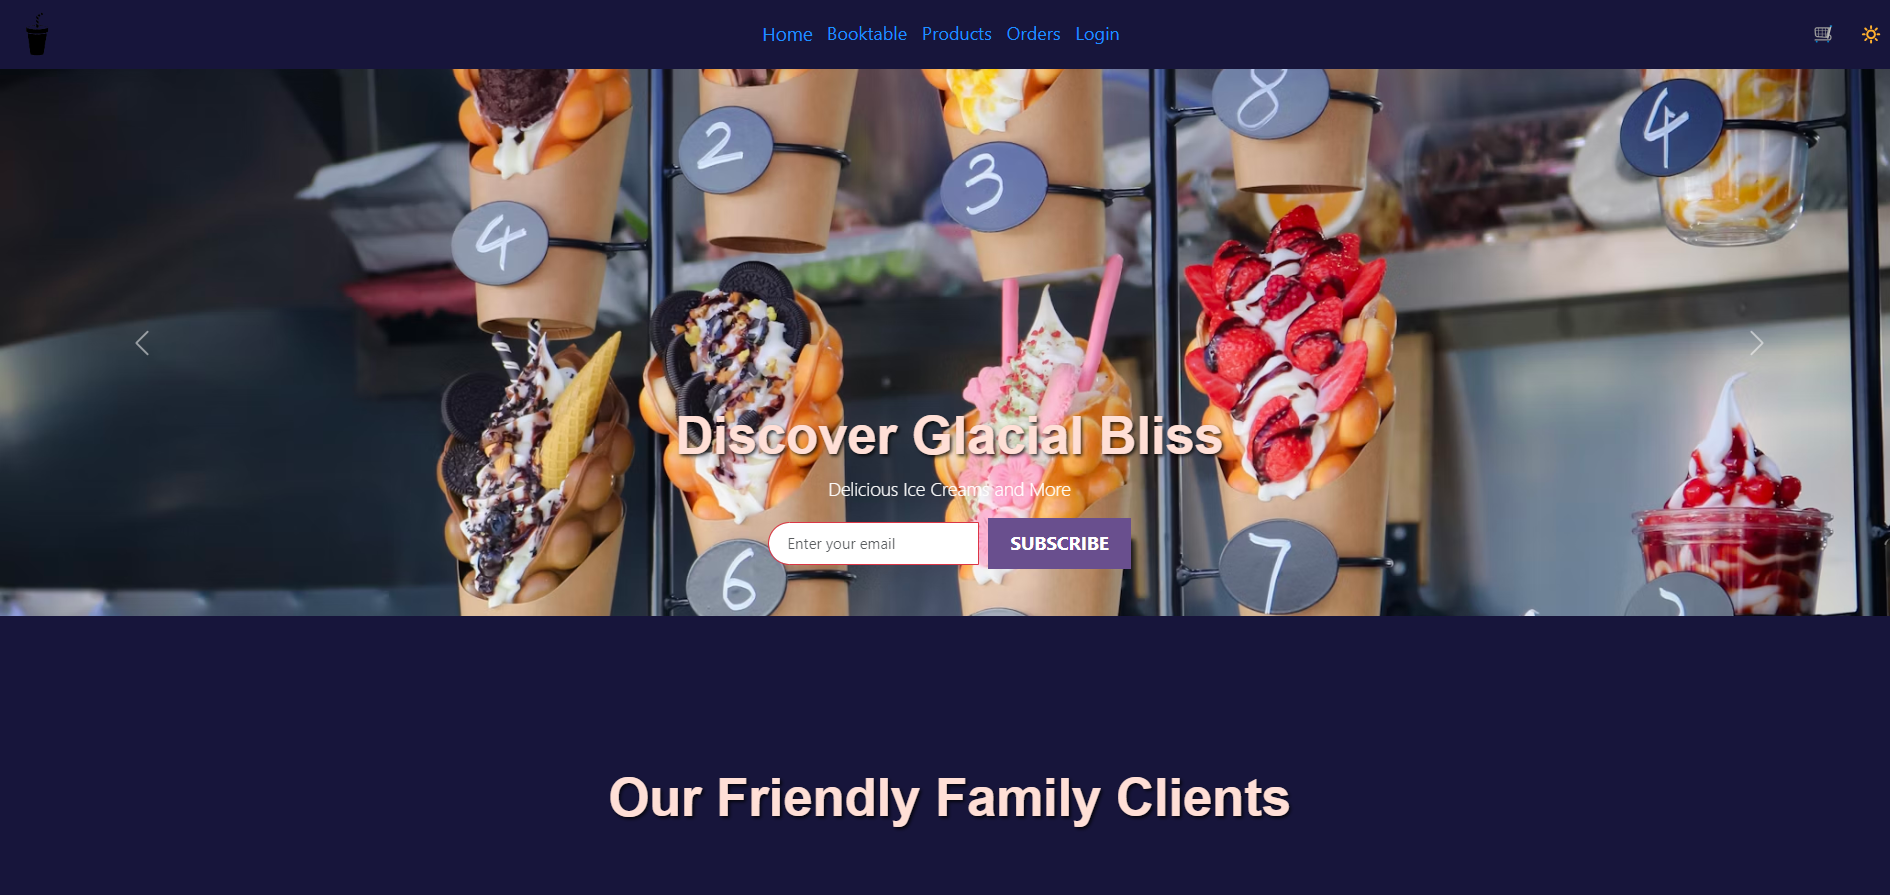 Home Booktable Products Orders Login
8
4
2
3
4
Discover Glacial Bliss
Delicious Ice Creams and More
Enter your email
SUBSCRIBE
6
7
Our Friendly Family Clients